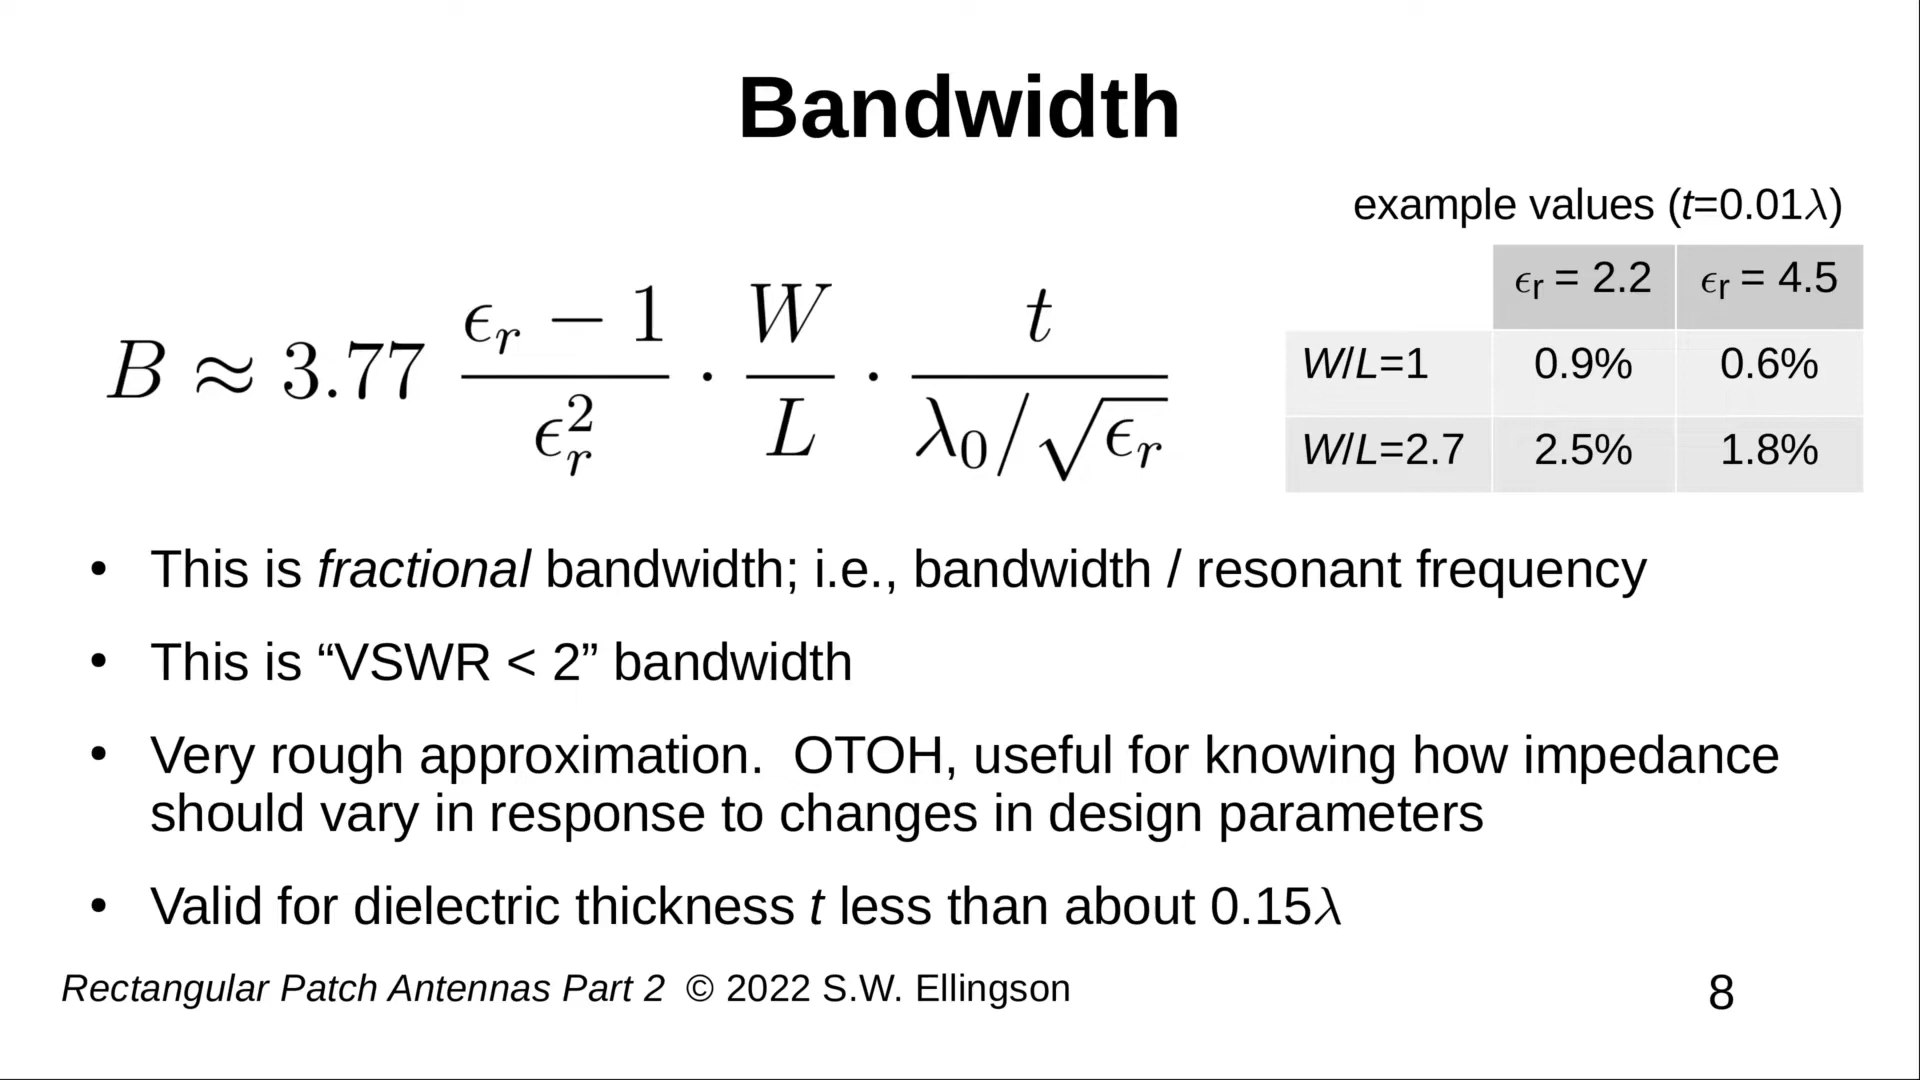 Bandwidth
example values (t=0.01λ)
B ≈ 3.77 (ϵr − 1)/ϵr² · W/L · t/(λ0/√ϵr)
ϵr = 2.2 ϵr = 4.5
W/L=1 0.9% 0.6%
W/L=2.7 2.5% 1.8%
• This is fractional bandwidth; i.e., bandwidth / resonant frequency
• This is “VSWR < 2” bandwidth
• Very rough approximation.  OTOH, useful for knowing how impedance
should vary in response to changes in design parameters
• Valid for dielectric thickness t less than about 0.15λ
Rectangular Patch Antennas Part 2 © 2022 S.W. Ellingson
8